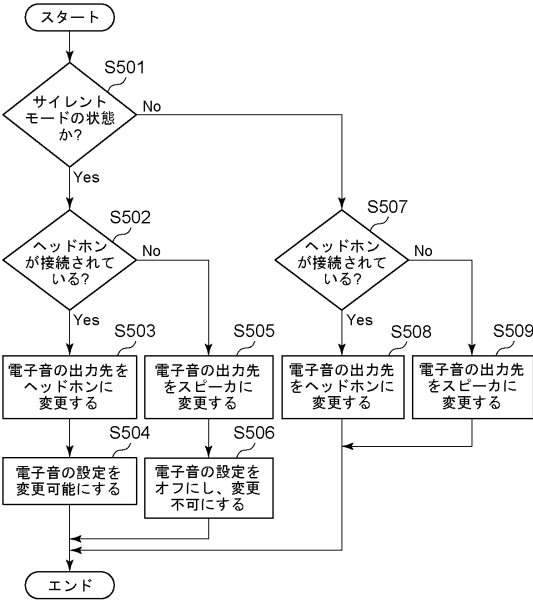 スタート
S501
サイレント
モードの状態
か?
No
Yes
S502
ヘッドホン
が接続されて
いる?
No
Yes
S507
ヘッドホン
が接続されて
いる?
No
Yes
S503
電子音の出力先を
ヘッドホンに
変更する
S505
電子音の出力先
をスピーカに
変更する
S508
電子音の出力先
をヘッドホンに
変更する
S509
電子音の出力先
をスピーカに
変更する
S504
電子音の設定を
変更可能にする
S506
電子音の設定を
オフにし、変更
不可にする
エンド